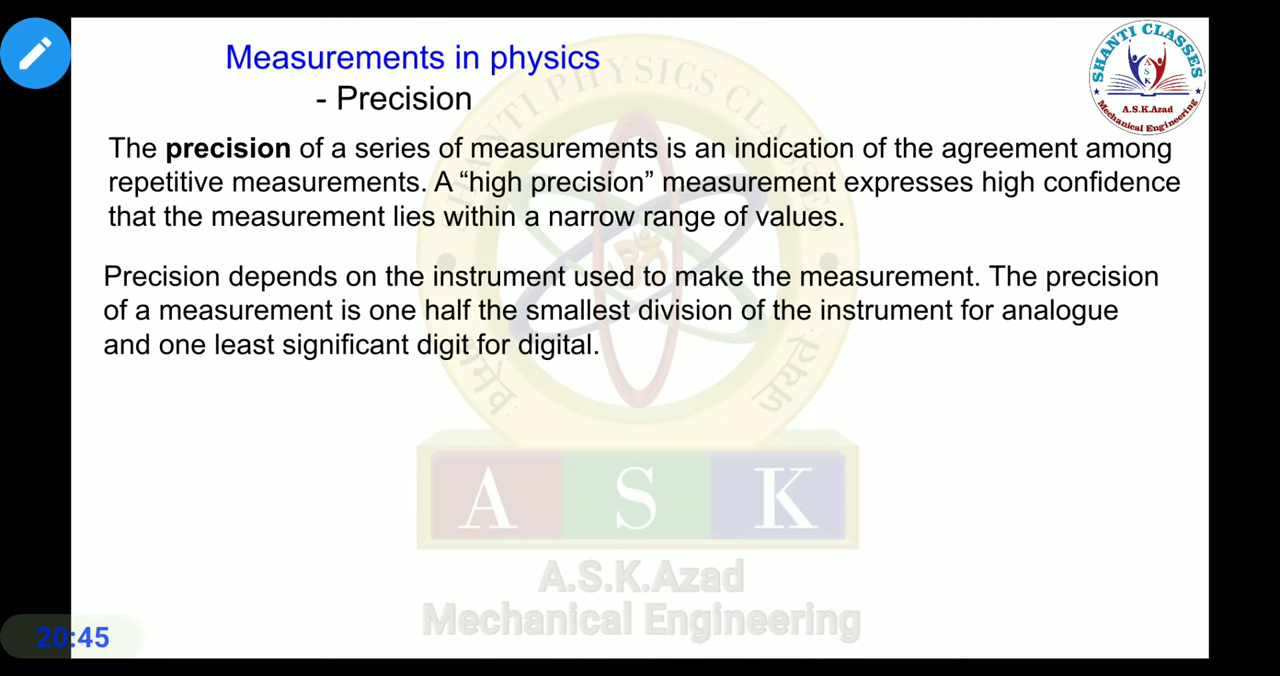 Measurements in physics
- Precision
SHANTI CLASSES
A S K
A.S.K.Azad
Mechanical Engineering
The precision of a series of measurements is an indication of the agreement among
repetitive measurements. A “high precision” measurement expresses high confidence
that the measurement lies within a narrow range of values.
Precision depends on the instrument used to make the measurement. The precision
of a measurement is one half the smallest division of the instrument for analogue
and one least significant digit for digital.
SHANTI PHYSICS CLASSES
ॐ
जयतेः
A S K
A.S.K.Azad
Mechanical Engineering
20:45